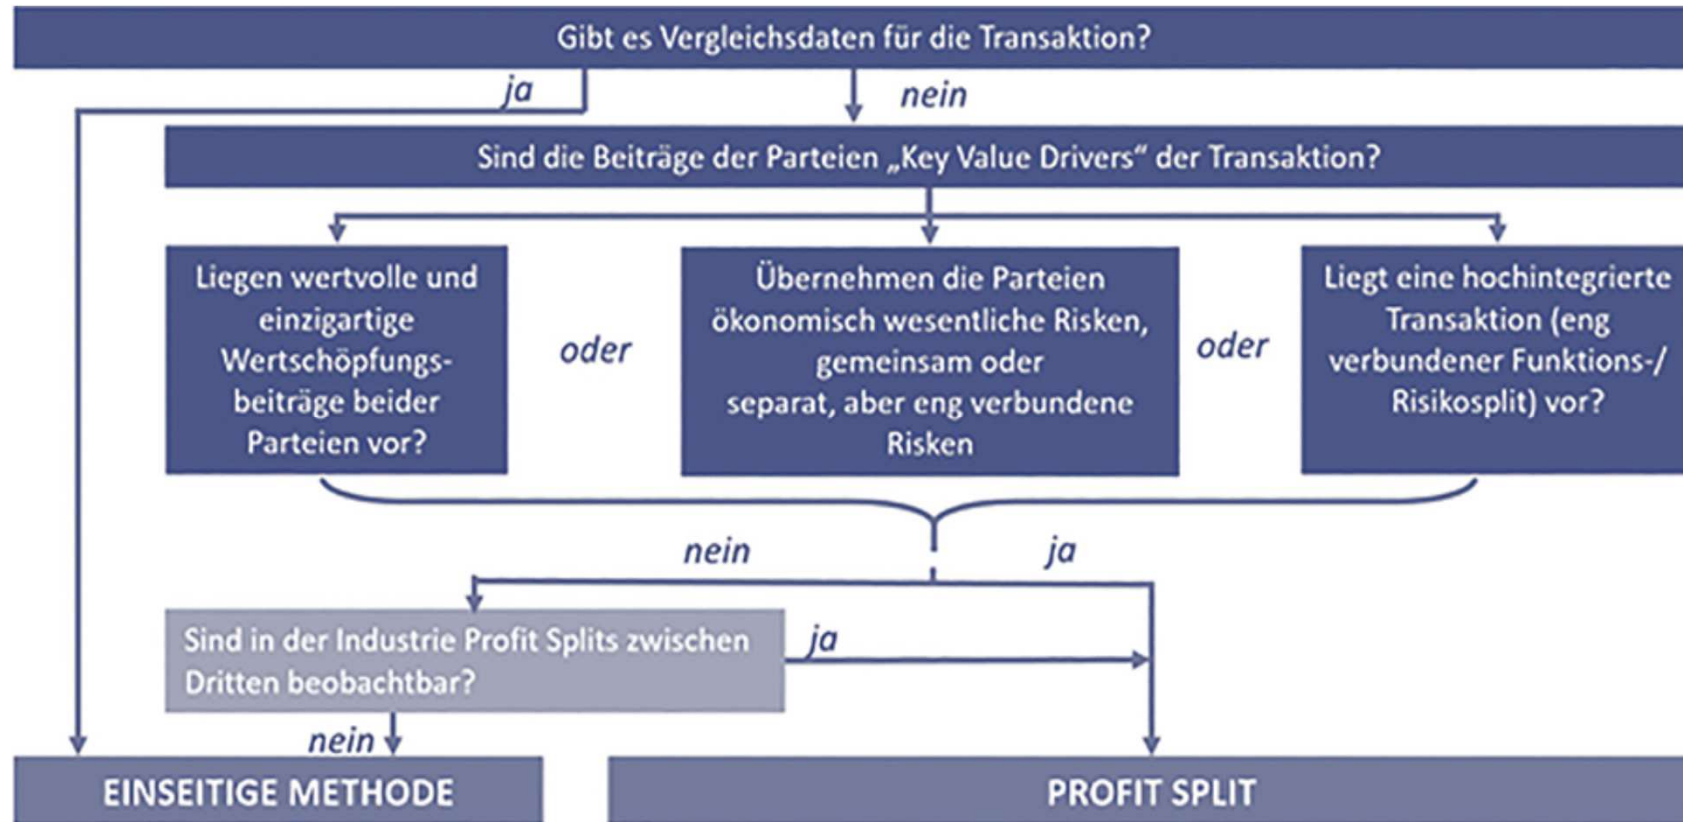 Gibt es Vergleichsdaten für die Transaktion?
ja
nein
Sind die Beiträge der Parteien „Key Value Drivers“ der Transaktion?
Liegen wertvolle und
einzigartige
Wertschöpfungs-
beiträge beider
Parteien vor?
oder
Übernehmen die Parteien
ökonomisch wesentliche Risken,
gemeinsam oder
separat, aber eng verbundene
Risken
oder
Liegt eine hochintegrierte
Transaktion (eng
verbundener Funktions-/
Risikosplit) vor?
nein
ja
Sind in der Industrie Profit Splits zwischen
Dritten beobachtbar?
ja
nein
EINSEITIGE METHODE
PROFIT SPLIT